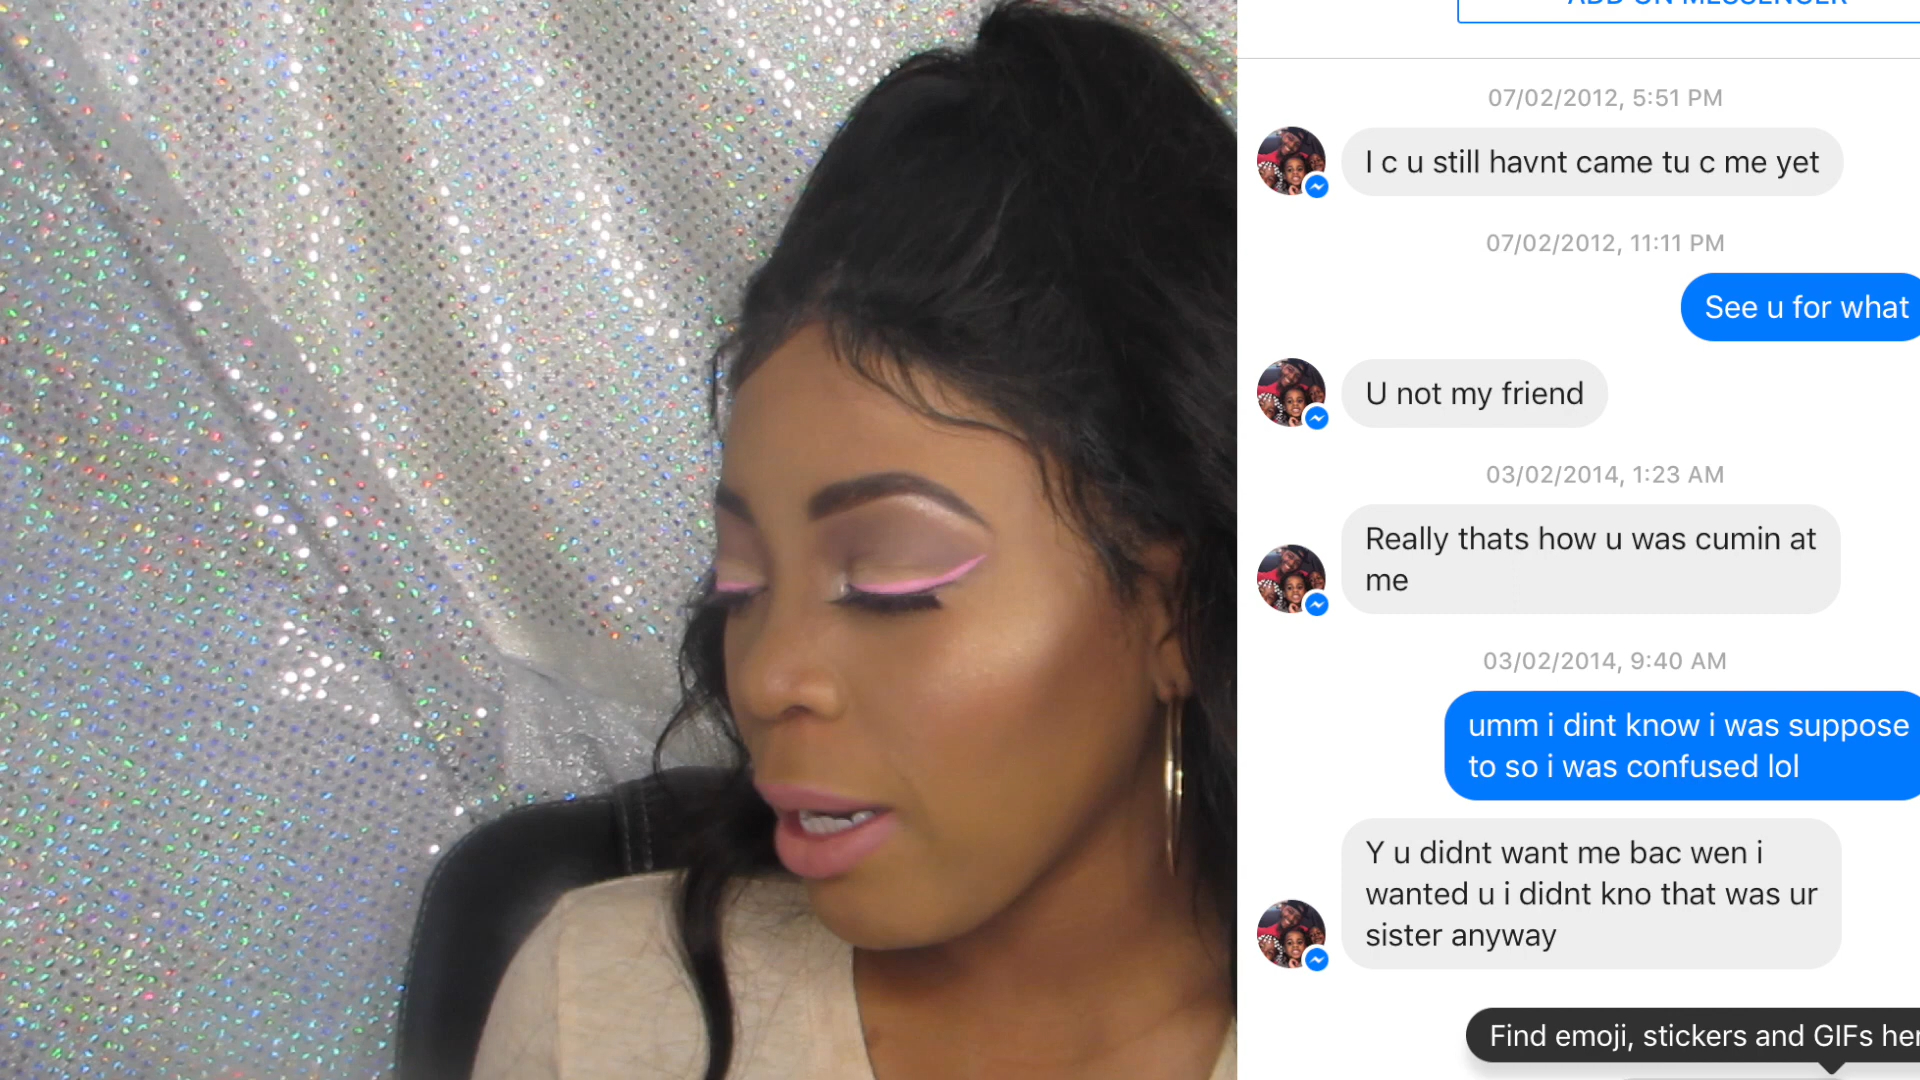 ADD ON MESSENGER
07/02/2012, 5:51 PM
I c u still havnt came tu c me yet
07/02/2012, 11:11 PM
See u for what
U not my friend
03/02/2014, 1:23 AM
Really thats how u was cumin at
me
03/02/2014, 9:40 AM
umm i dint know i was suppose
to so i was confused lol
Y u didnt want me bac wen i
wanted u i didnt kno that was ur
sister anyway
Find emoji, stickers and GIFs